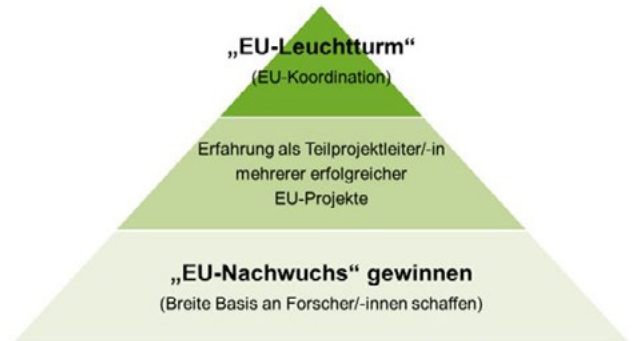 „EU-Leuchtturm“
(EU-Koordination)
Erfahrung als Teilprojektleiter/-in
mehrerer erfolgreicher
EU-Projekte
„EU-Nachwuchs“ gewinnen
(Breite Basis an Forscher/-innen schaffen)